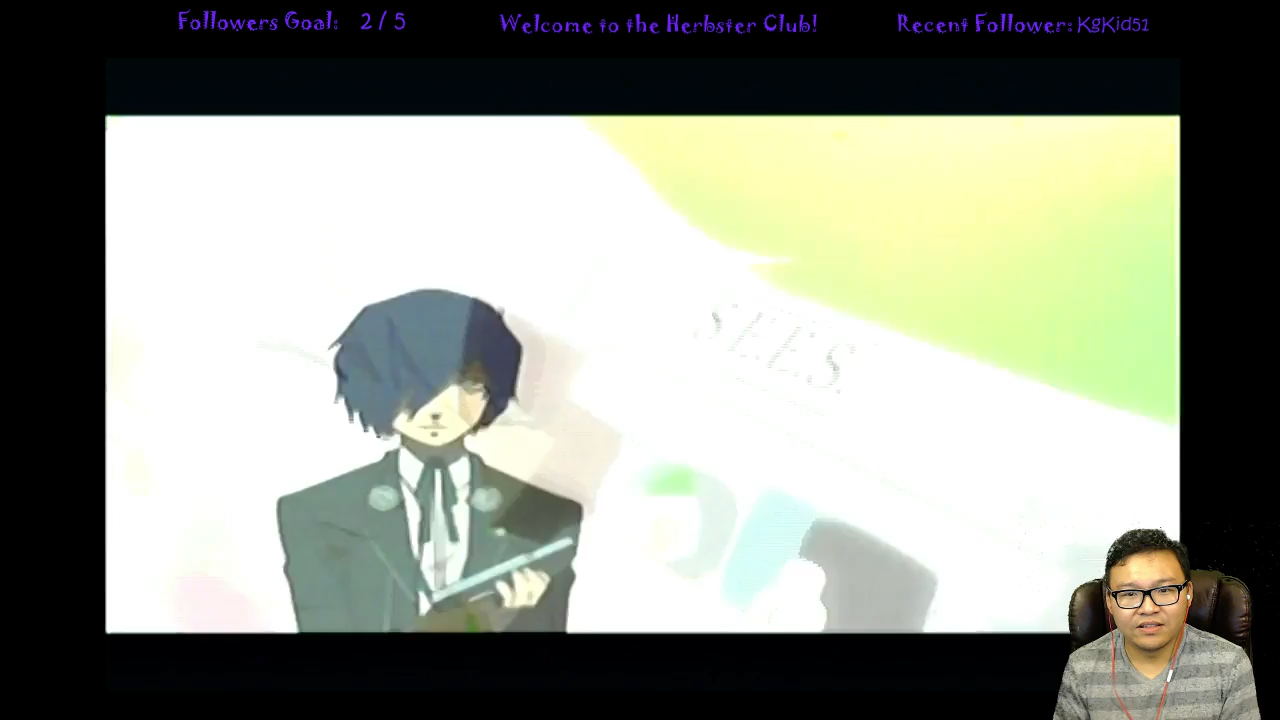 Followers Goal: 2 / 5
Welcome to the Herbster Club!
Recent Follower: KgKid51
SEES